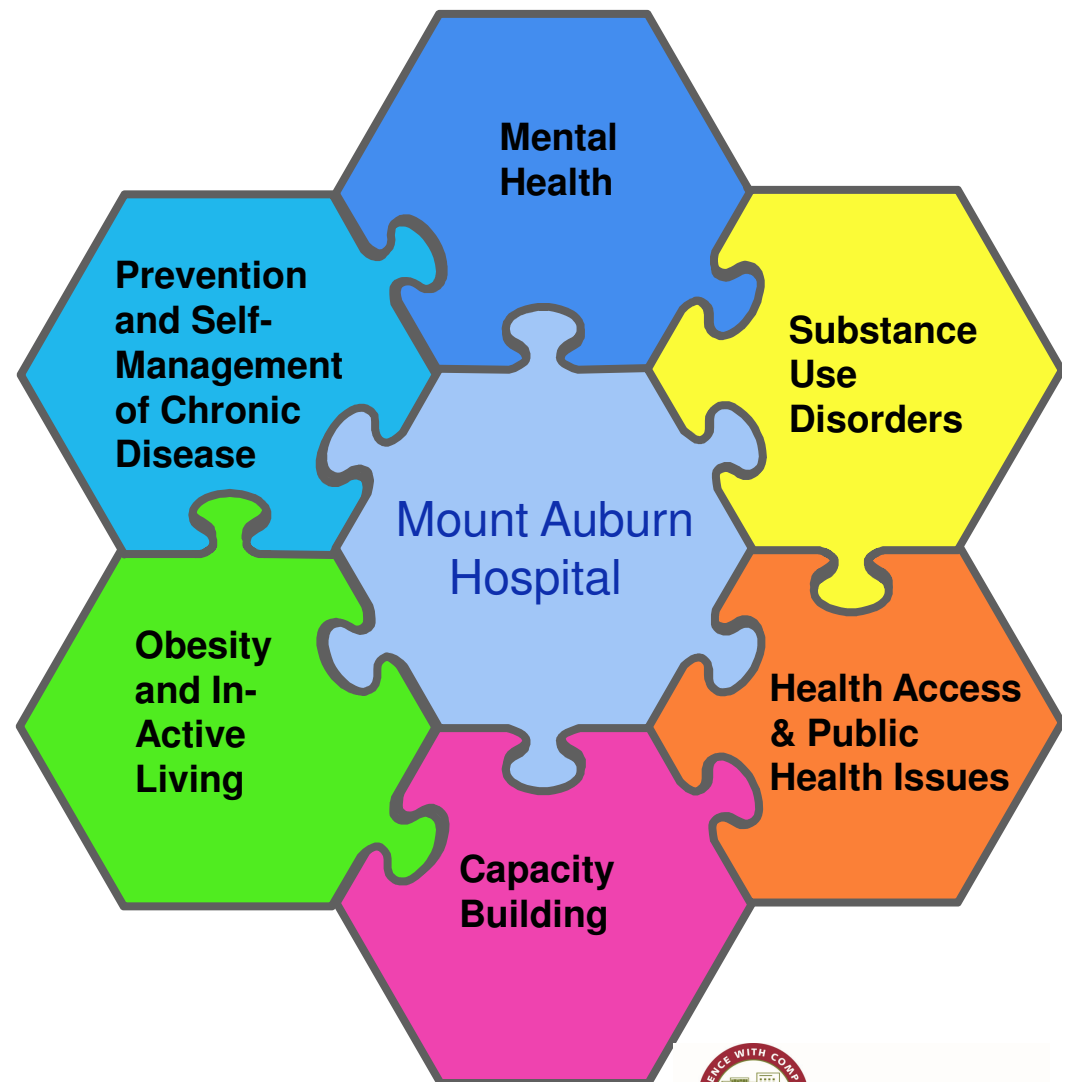 Mental
Health
Prevention
and Self-
Management
of Chronic
Disease
Substance
Use
Disorders
Mount Auburn
Hospital
Obesity
and In-
Active
Living
Health Access
& Public
Health Issues
Capacity
Building
WITH